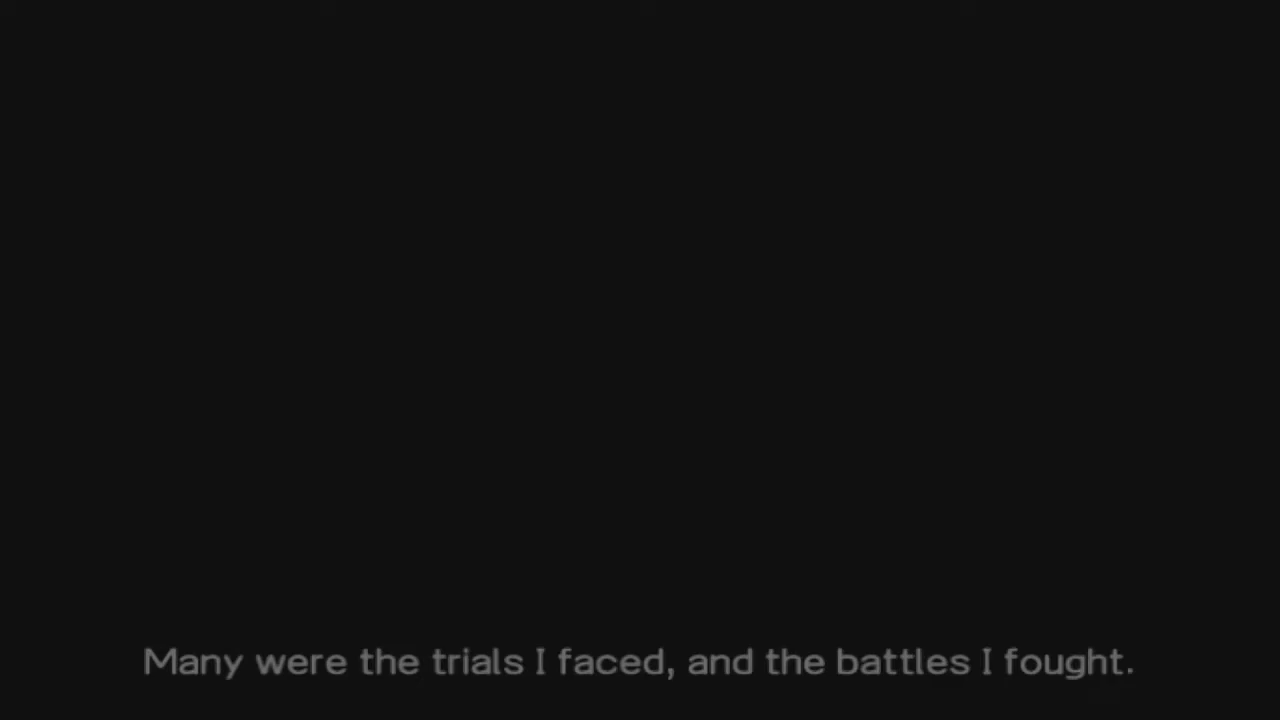 Many were the trials I faced, and the battles I fought.